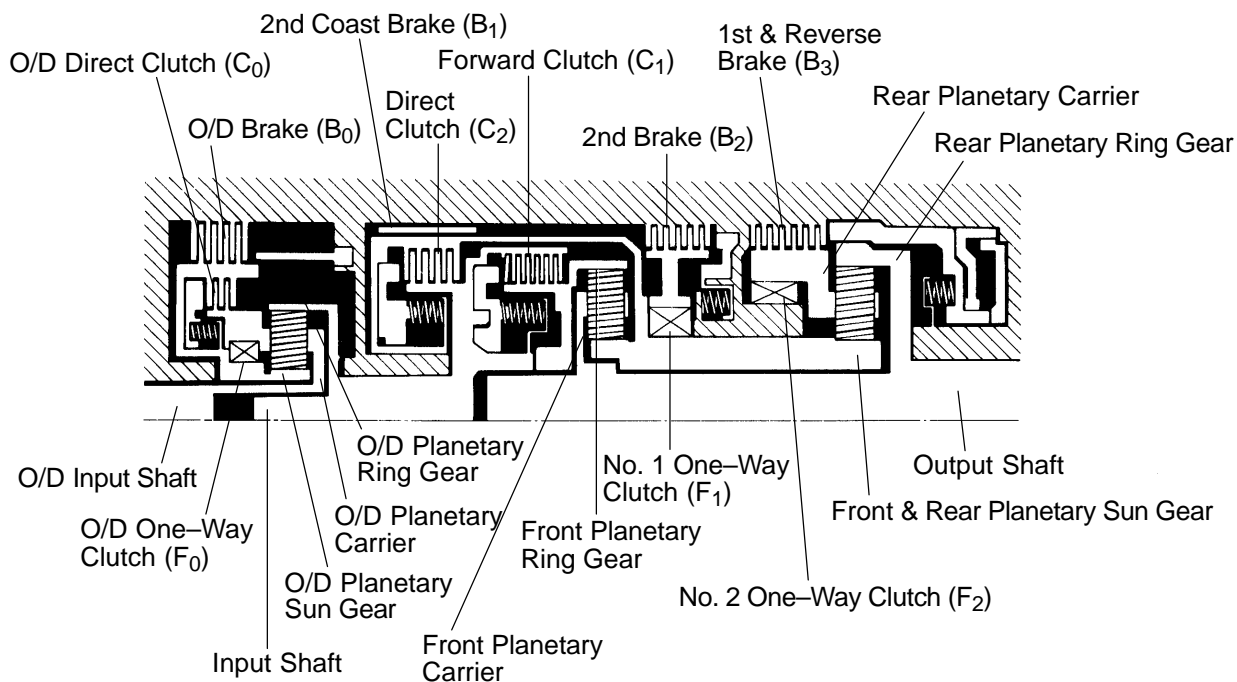 2nd Coast Brake (B1)
O/D Direct Clutch (C0)
Forward Clutch (C1)
1st & Reverse
Brake (B3)
Direct
Clutch (C2)
O/D Brake (B0)
2nd Brake (B2)
Rear Planetary Carrier
Rear Planetary Ring Gear
O/D Input Shaft
O/D One–Way
Clutch (F0)
Input Shaft
O/D Planetary
Sun Gear
O/D Planetary
Carrier
O/D Planetary
Ring Gear
Front Planetary
Carrier
Front Planetary
Ring Gear
No. 1 One–Way
Clutch (F1)
No. 2 One–Way Clutch (F2)
Front & Rear Planetary Sun Gear
Output Shaft